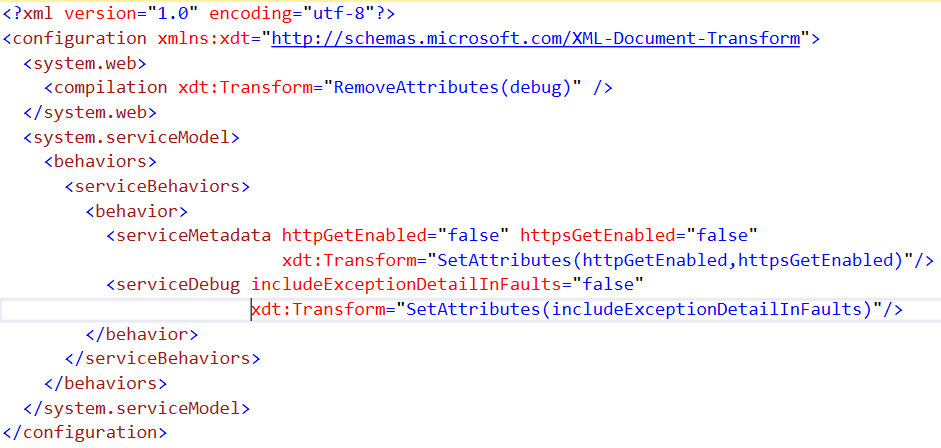 <?xml version="1.0" encoding="utf-8"?>
<configuration xmlns:xdt="http://schemas.microsoft.com/XML-Document-Transform">
  <system.web>
    <compilation xdt:Transform="RemoveAttributes(debug)" />
  </system.web>
  <system.serviceModel>
    <behaviors>
      <serviceBehaviors>
        <behavior>
          <serviceMetadata httpGetEnabled="false" httpsGetEnabled="false"
                           xdt:Transform="SetAttributes(httpGetEnabled,httpsGetEnabled)"/>
          <serviceDebug includeExceptionDetailInFaults="false"
                        xdt:Transform="SetAttributes(includeExceptionDetailInFaults)"/>
        </behavior>
      </serviceBehaviors>
    </behaviors>
  </system.serviceModel>
</configuration>